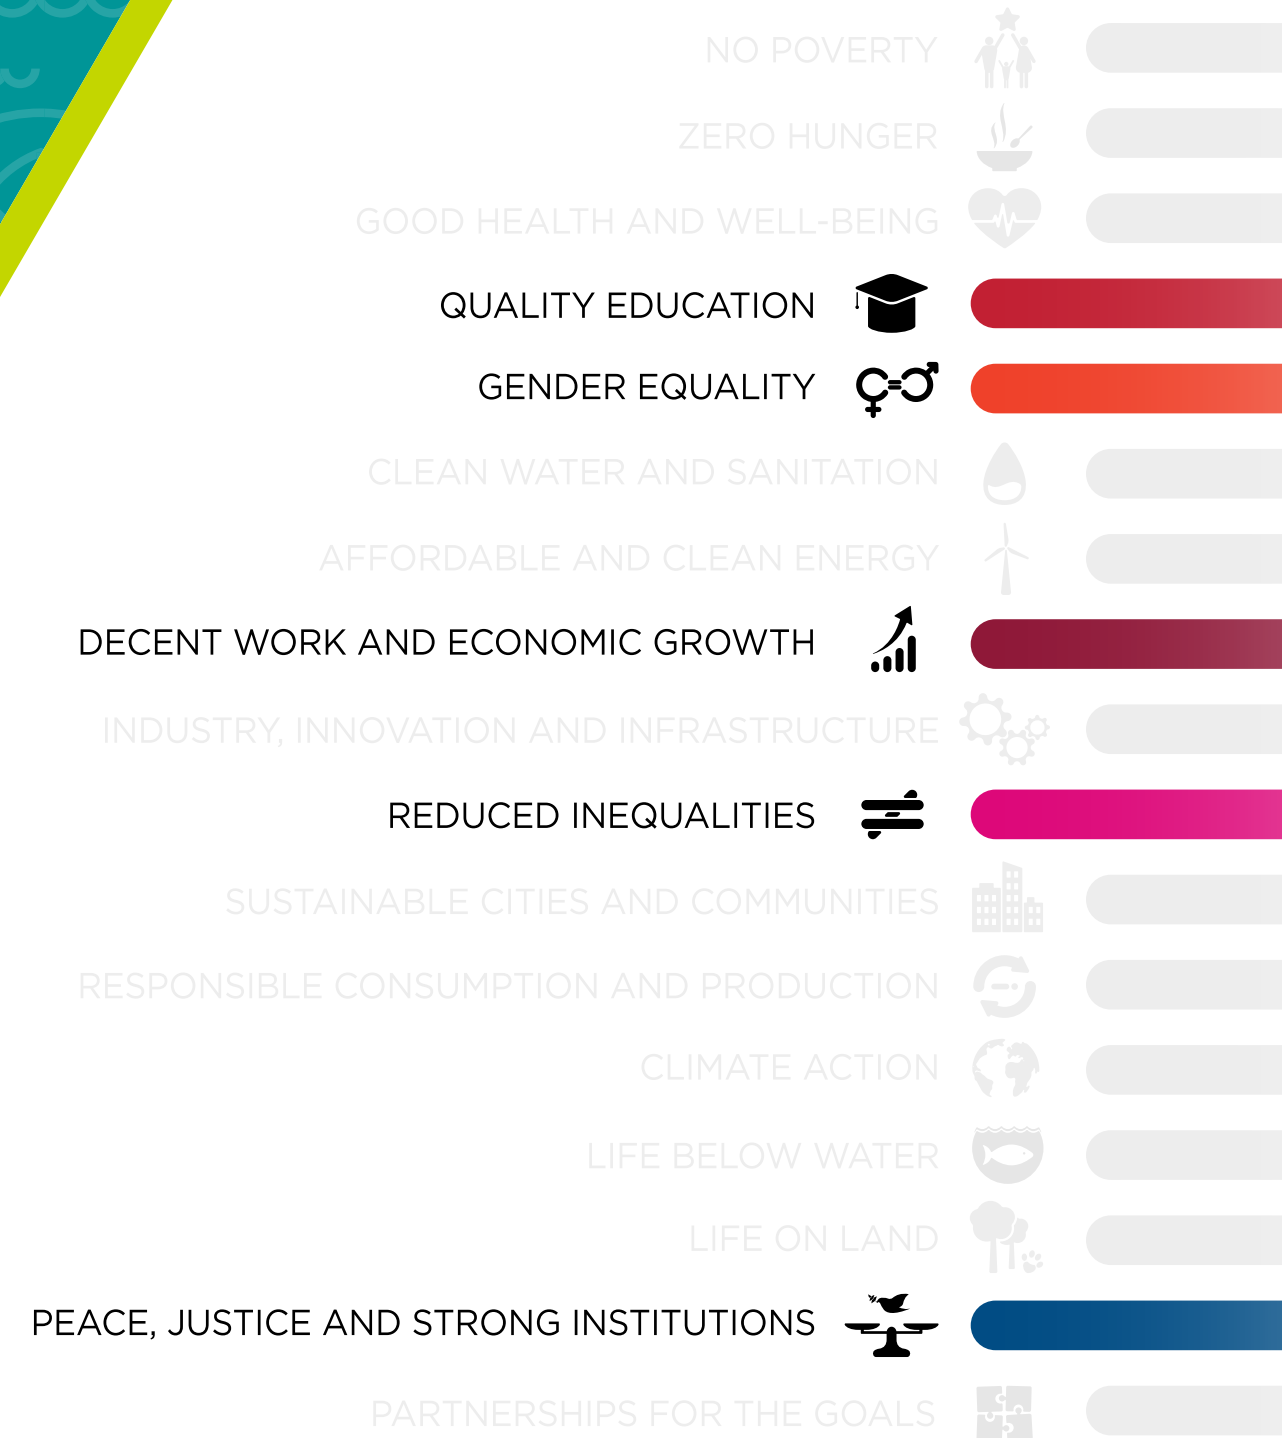 NO POVERTY
ZERO HUNGER
GOOD HEALTH AND WELL-BEING
QUALITY EDUCATION
GENDER EQUALITY
CLEAN WATER AND SANITATION
AFFORDABLE AND CLEAN ENERGY
DECENT WORK AND ECONOMIC GROWTH
INDUSTRY, INNOVATION AND INFRASTRUCTURE
REDUCED INEQUALITIES
SUSTAINABLE CITIES AND COMMUNITIES
RESPONSIBLE CONSUMPTION AND PRODUCTION
CLIMATE ACTION
LIFE BELOW WATER
LIFE ON LAND
PEACE, JUSTICE AND STRONG INSTITUTIONS
PARTNERSHIPS FOR THE GOALS